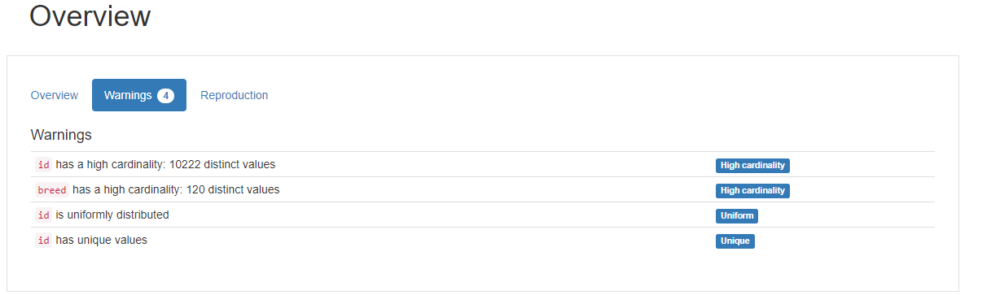 Overview
Overview Warnings 4 Reproduction
Warnings
id has a high cardinality: 10222 distinct values High cardinality
breed has a high cardinality: 120 distinct values High cardinality
id is uniformly distributed Uniform
id has unique values Unique